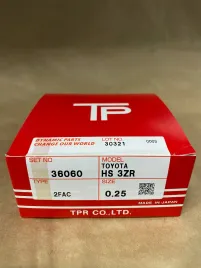 TP
DYNAMIC PARTS
CHANGE OUR WORLD
LOT NO
30321
SET NO
36060
MODEL
TOYOTA
HS 3ZR
TYPE
2FAC
SIZE
0.25
MADE IN JAPAN
TPR CO.,LTD.